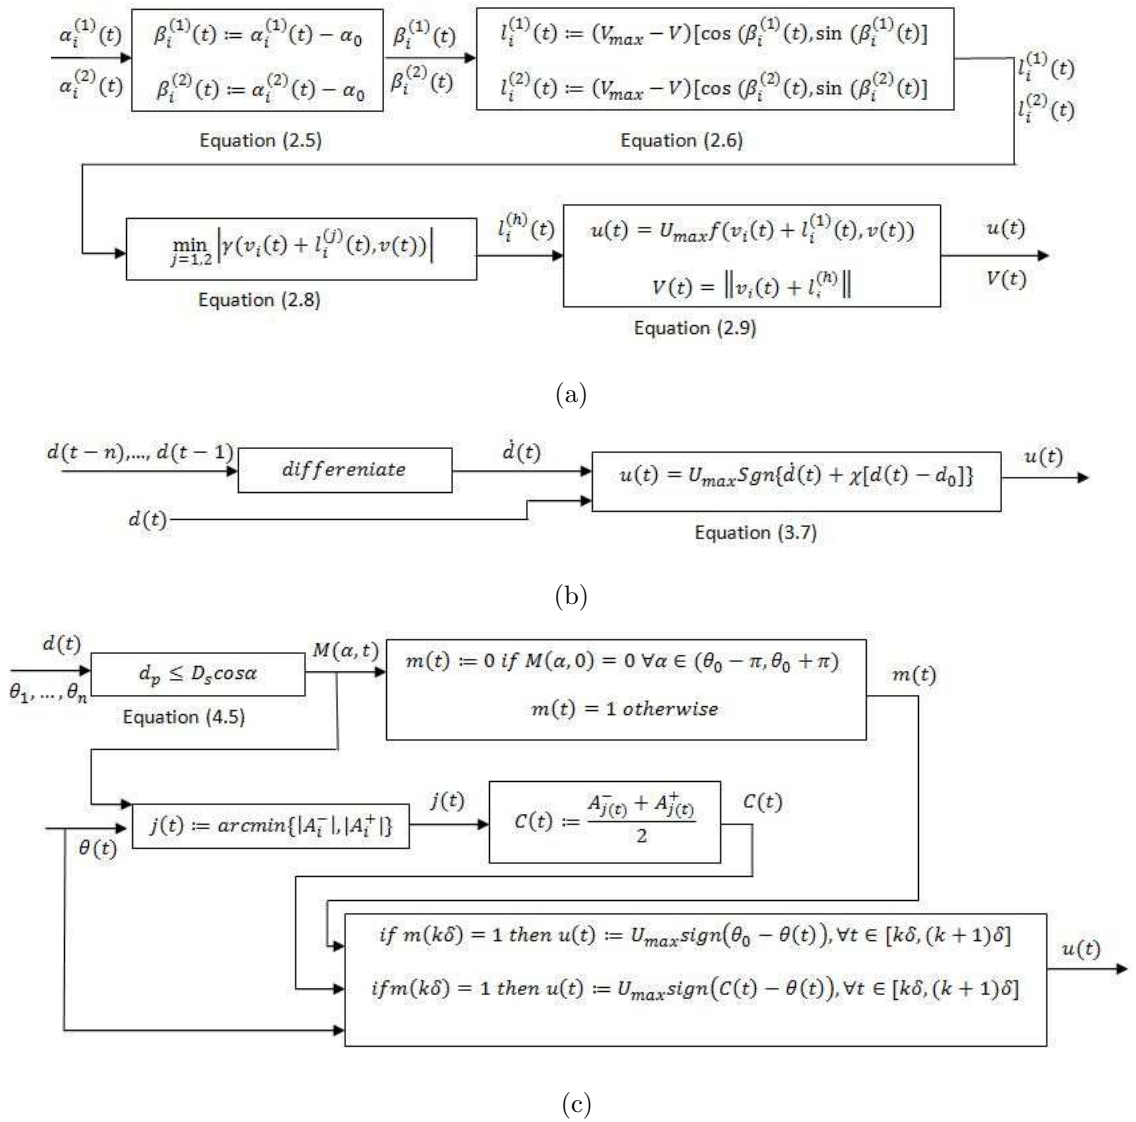 α_i^(1)(t)
α_i^(2)(t)
β_i^(1)(t) ≔ α_i^(1)(t) − α_0
β_i^(2)(t) ≔ α_i^(2)(t) − α_0
Equation (2.5)
β_i^(1)(t)
β_i^(2)(t)
l_i^(1)(t) ≔ (V_max − V)[cos (β_i^(1)(t), sin (β_i^(1)(t)]
l_i^(2)(t) ≔ (V_max − V)[cos (β_i^(2)(t), sin (β_i^(2)(t)]
Equation (2.6)
l_i^(1)(t)
l_i^(2)(t)
min_{j=1,2} |γ(v_i(t) + l_i^(j)(t), v(t))|
Equation (2.8)
l_i^(h)(t)
u(t) = U_max f(v_i(t) + l_i^(1)(t), v(t))
V(t) = ‖v_i(t) + l_i^(h)‖
Equation (2.9)
u(t)
V(t)
(a)
d(t − n),..., d(t − 1)
differeniate
ḋ(t)
d(t)
u(t) = U_max Sgn{ḋ(t) + χ[d(t) − d_0]}
Equation (3.7)
u(t)
(b)
d(t)
θ_1, ..., θ_n
d_p ≤ D_s cosα
Equation (4.5)
M(α, t)
m(t) ≔ 0 if M(α, 0) = 0 ∀α ∈ (θ_0 − π, θ_0 + π)
m(t) = 1 otherwise
m(t)
θ(t)
j(t) ≔ arcmin{|A_i^−|, |A_i^+|}
j(t)
C(t) ≔ (A_{j(t)}^− + A_{j(t)}^+)/2
C(t)
if m(kδ) = 1 then u(t) ≔ U_max sign(θ_0 − θ(t)), ∀t ∈ [kδ, (k + 1)δ]
ifm(kδ) = 1 then u(t) ≔ U_max sign(C(t) − θ(t)), ∀t ∈ [kδ, (k + 1)δ]
u(t)
(c)